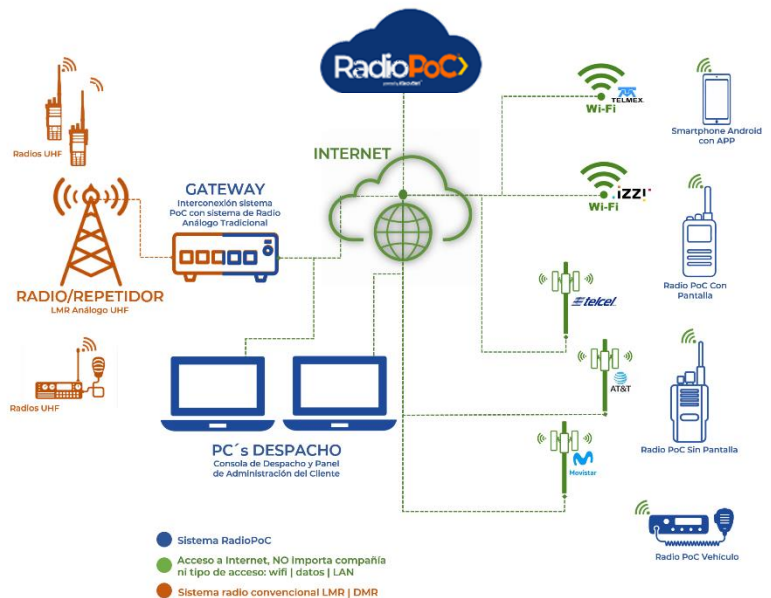 RadioPoC
INTERNET
Wi-Fi
TELMEX
Smartphone Android
con APP
Radios UHF
GATEWAY
Interconexión sistema
PoC con sistema de Radio
Análogo Tradicional
Wi-Fi
izzi
Radio PoC Con
Pantalla
RADIO/REPETIDOR
LMR Análogo UHF
telcel
Radios UHF
AT&T
Radio PoC Sin Pantalla
PC´s DESPACHO
Consola de Despacho y Panel
de Administración del Cliente
Movistar
Radio PoC Vehículo
Sistema RadioPoC
Acceso a Internet, NO importa compañía
ni tipo de acceso: wifi | datos | LAN
Sistema radio convencional LMR | DMR